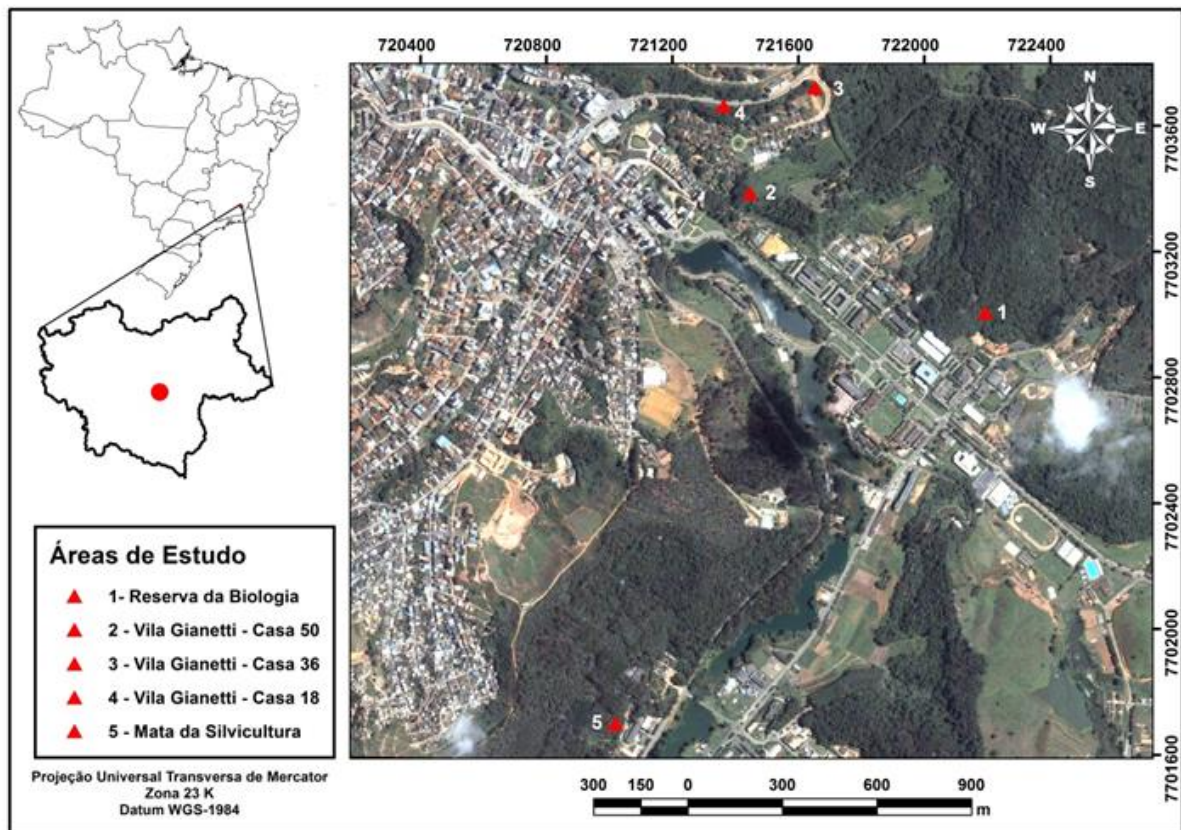 720400 720800 721200 721600 722000 722400
N
W E
S
3
4
2
1
5
7703600
7703200
7702800
7702400
7702000
7701600
Áreas de Estudo
1- Reserva da Biologia
2 - Vila Gianetti - Casa 50
3 - Vila Gianetti - Casa 36
4 - Vila Gianetti - Casa 18
5 - Mata da Silvicultura
Projeção Universal Transversa de Mercator
Zona 23 K
Datum WGS-1984
300 150 0 300 600 900
m